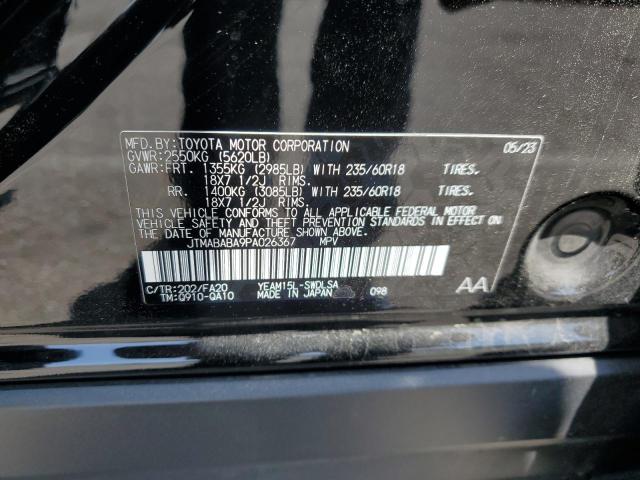 MFD.BY:TOYOTA MOTOR CORPORATION 05/23
GVWR:2550KG (5620LB)
GAWR:FRT. 1355KG (2985LB) WITH 235/60R18 TIRES.
18X7 1/2J RIMS.
RR. 1400KG (3085LB) WITH 235/60R18 TIRES.
18X7 1/2J RIMS.
THIS VEHICLE CONFORMS TO ALL APPLICABLE FEDERAL MOTOR
VEHICLE SAFETY STANDARDS IN EFFECT ON THE DATE OF
MANUFACTURE SHOWN ABOVE.
JTMABABA9PA026367 MPV
C/TR:202/FA20 YEAM15L-SWDLSA AA
TM:Q910-QA10 MADE IN JAPAN 098